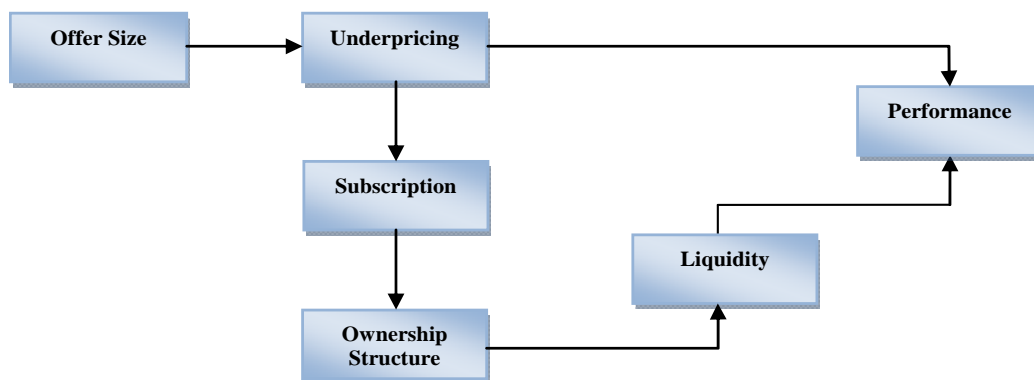 Offer Size
Underpricing
Performance
Subscription
Liquidity
Ownership
Structure